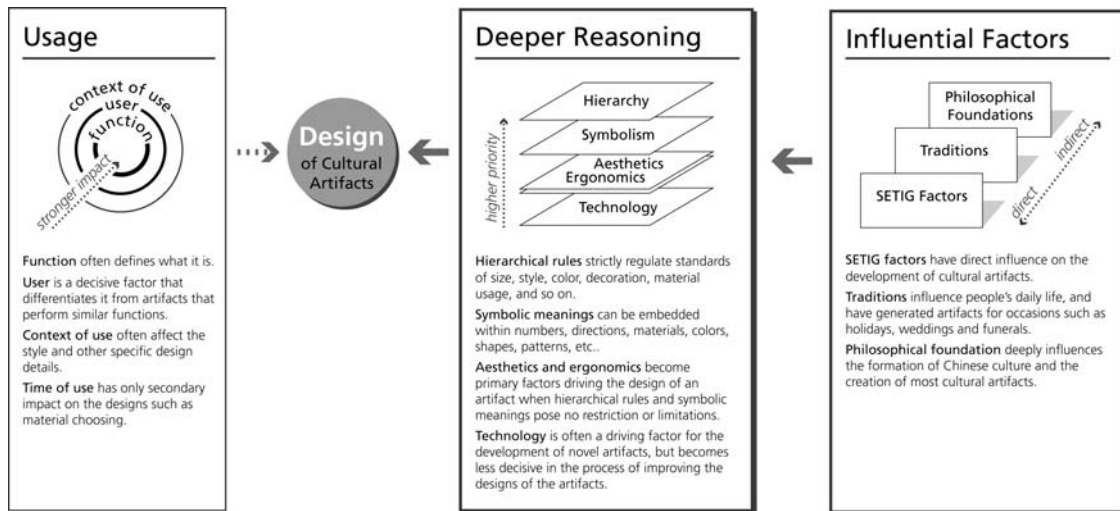 Usage
context of use
user
function
stronger impact
Function often defines what it is.
User is a decisive factor that
differentiates it from artifacts that
perform similar functions.
Context of use often affect the
style and other specific design
details.
Time of use has only secondary
impact on the designs such as
material choosing.
Design
of Cultural
Artifacts
Deeper Reasoning
higher priority
Hierarchy
Symbolism
Aesthetics
Ergonomics
Technology
Hierarchical rules strictly regulate standards
of size, style, color, decoration, material
usage, and so on.
Symbolic meanings can be embedded
within numbers, directions, materials, colors,
shapes, patterns, etc..
Aesthetics and ergonomics become
primary factors driving the design of an
artifact when hierarchical rules and symbolic
meanings pose no restriction or limitations.
Technology is often a driving factor for the
development of novel artifacts, but becomes
less decisive in the process of improving the
designs of the artifacts.
Influential Factors
Philosophical
Foundations
Traditions
SETIG Factors
indirect
direct
SETIG factors have direct influence on the
development of cultural artifacts.
Traditions influence people's daily life, and
have generated artifacts for occasions such as
holidays, weddings and funerals.
Philosophical foundation deeply influences
the formation of Chinese culture and the
creation of most cultural artifacts.